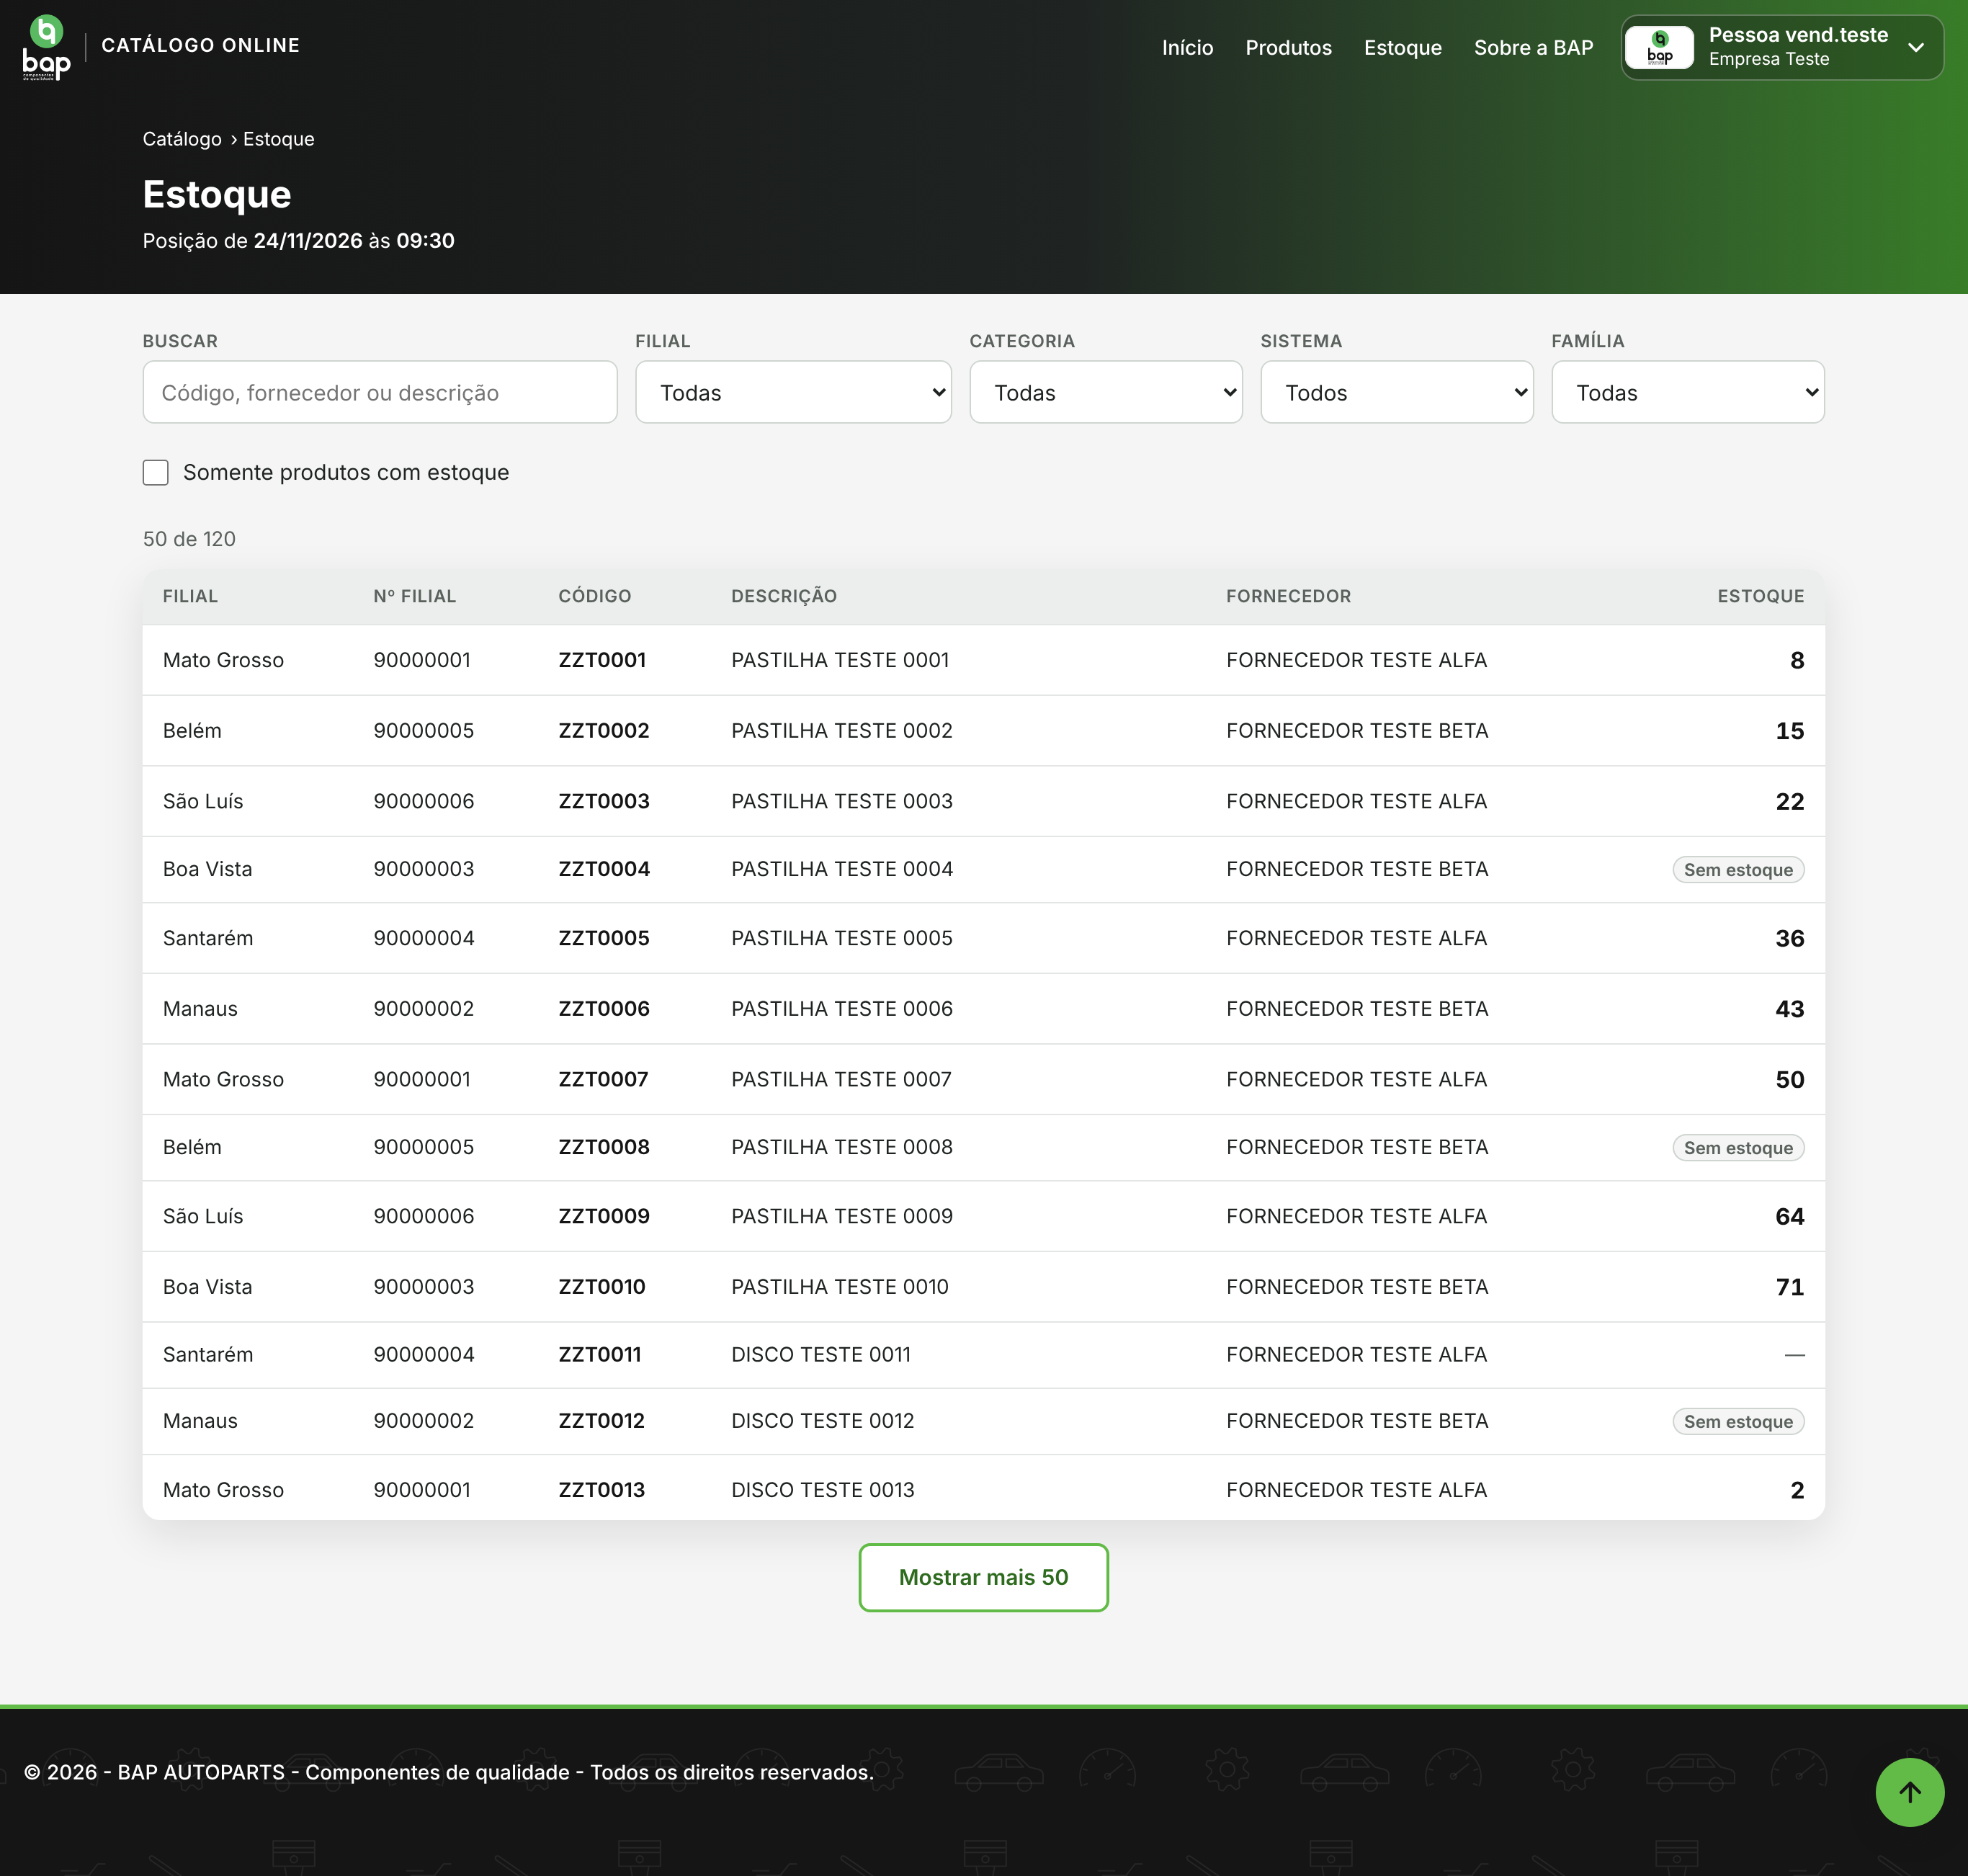 bap
componentes
de qualidade
CATÁLOGO ONLINE
Início Produtos Estoque Sobre a BAP
bap
Pessoa vend.teste
Empresa Teste
Catálogo › Estoque
Estoque
Posição de 24/11/2026 às 09:30
BUSCAR FILIAL CATEGORIA SISTEMA FAMÍLIA
Código, fornecedor ou descrição Todas Todas Todos Todas
Somente produtos com estoque
50 de 120
FILIAL Nº FILIAL CÓDIGO DESCRIÇÃO FORNECEDOR ESTOQUE
Mato Grosso 90000001 ZZT0001 PASTILHA TESTE 0001 FORNECEDOR TESTE ALFA 8
Belém 90000005 ZZT0002 PASTILHA TESTE 0002 FORNECEDOR TESTE BETA 15
São Luís 90000006 ZZT0003 PASTILHA TESTE 0003 FORNECEDOR TESTE ALFA 22
Boa Vista 90000003 ZZT0004 PASTILHA TESTE 0004 FORNECEDOR TESTE BETA Sem estoque
Santarém 90000004 ZZT0005 PASTILHA TESTE 0005 FORNECEDOR TESTE ALFA 36
Manaus 90000002 ZZT0006 PASTILHA TESTE 0006 FORNECEDOR TESTE BETA 43
Mato Grosso 90000001 ZZT0007 PASTILHA TESTE 0007 FORNECEDOR TESTE ALFA 50
Belém 90000005 ZZT0008 PASTILHA TESTE 0008 FORNECEDOR TESTE BETA Sem estoque
São Luís 90000006 ZZT0009 PASTILHA TESTE 0009 FORNECEDOR TESTE ALFA 64
Boa Vista 90000003 ZZT0010 PASTILHA TESTE 0010 FORNECEDOR TESTE BETA 71
Santarém 90000004 ZZT0011 DISCO TESTE 0011 FORNECEDOR TESTE ALFA —
Manaus 90000002 ZZT0012 DISCO TESTE 0012 FORNECEDOR TESTE BETA Sem estoque
Mato Grosso 90000001 ZZT0013 DISCO TESTE 0013 FORNECEDOR TESTE ALFA 2
Mostrar mais 50
© 2026 - BAP AUTOPARTS - Componentes de qualidade - Todos os direitos reservados.